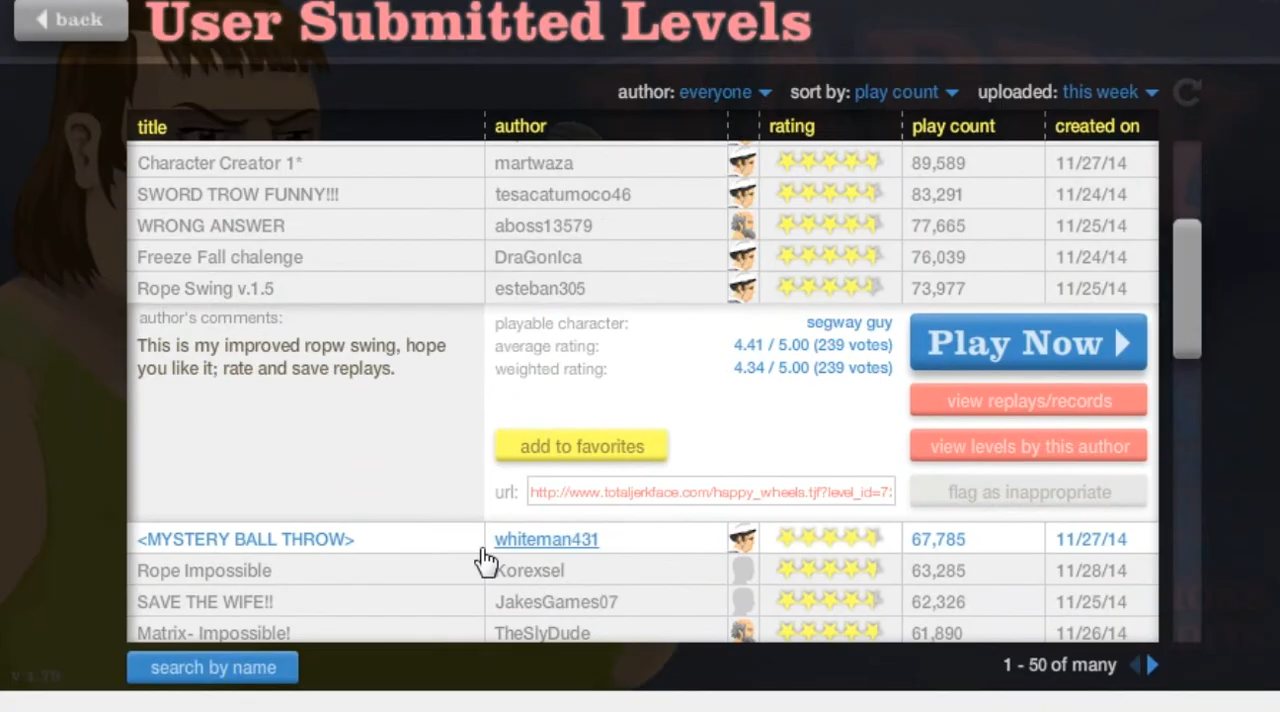 back
User Submitted Levels
author: everyone sort by: play count uploaded: this week
title author rating play count created on
Character Creator 1* martwaza 89,589 11/27/14
SWORD TROW FUNNY!!! tesacatumoco46 83,291 11/24/14
WRONG ANSWER aboss13579 77,665 11/25/14
Freeze Fall chalenge DraGonIca 76,039 11/24/14
Rope Swing v.1.5 esteban305 73,977 11/25/14
author's comments:
This is my improved ropw swing, hope
you like it; rate and save replays.
playable character: segway guy
average rating: 4.41 / 5.00 (239 votes)
weighted rating: 4.34 / 5.00 (239 votes)
add to favorites
url: http://www.totaljerkface.com/happy_wheels.tjf?level_id=7
Play Now
view replays/records
view levels by this author
flag as inappropriate
<MYSTERY BALL THROW> whiteman431 67,785 11/27/14
Rope Impossible Korexsel 63,285 11/28/14
SAVE THE WIFE!! JakesGames07 62,326 11/25/14
Matrix- Impossible! TheSlyDude 61,890 11/26/14
search by name
1 - 50 of many